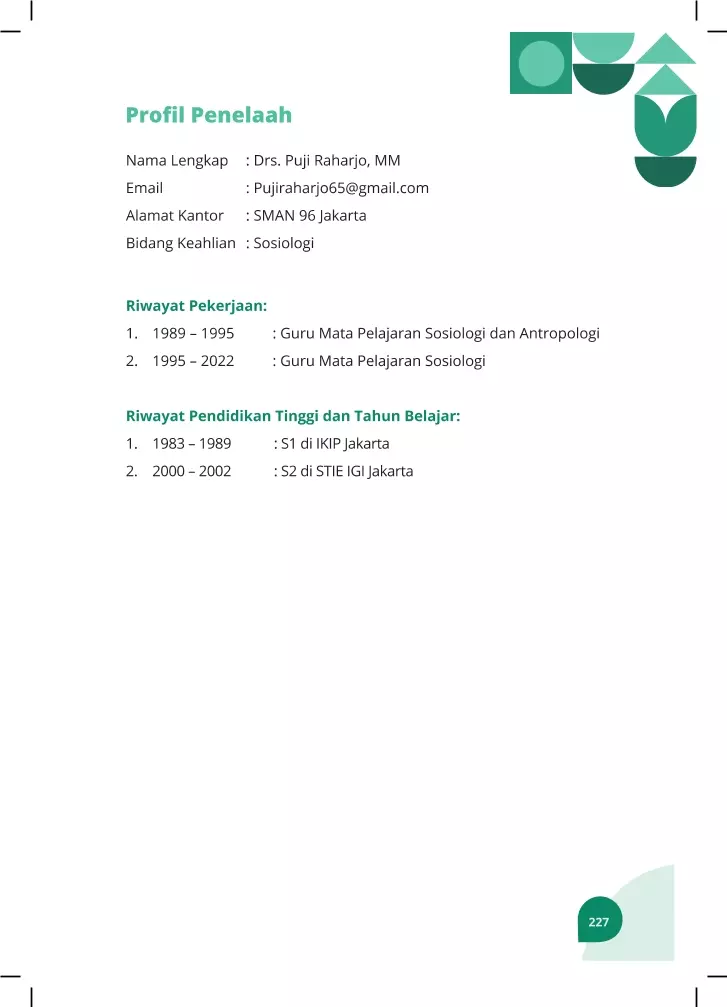 Profil Penelaah
Nama Lengkap : Drs. Puji Raharjo, MM
Email : Pujiraharjo65@gmail.com
Alamat Kantor : SMAN 96 Jakarta
Bidang Keahlian : Sosiologi
Riwayat Pekerjaan:
1. 1989 – 1995 : Guru Mata Pelajaran Sosiologi dan Antropologi
2. 1995 – 2022 : Guru Mata Pelajaran Sosiologi
Riwayat Pendidikan Tinggi dan Tahun Belajar:
1. 1983 – 1989 : S1 di IKIP Jakarta
2. 2000 – 2002 : S2 di STIE IGI Jakarta
227